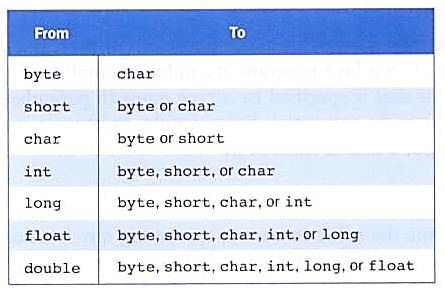 From To
byte char
short byte or char
char byte or short
int byte, short, or char
long byte, short, char, or int
float byte, short, char, int, or long
double byte, short, char, int, long, or float